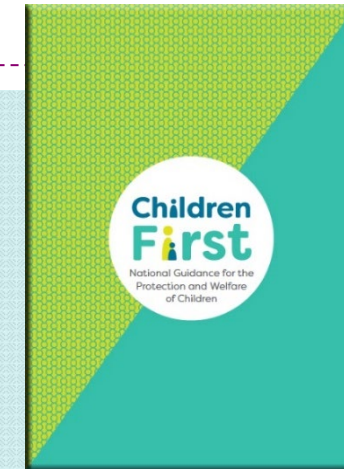 Children
First
National Guidance for the
Protection and Welfare
of Children